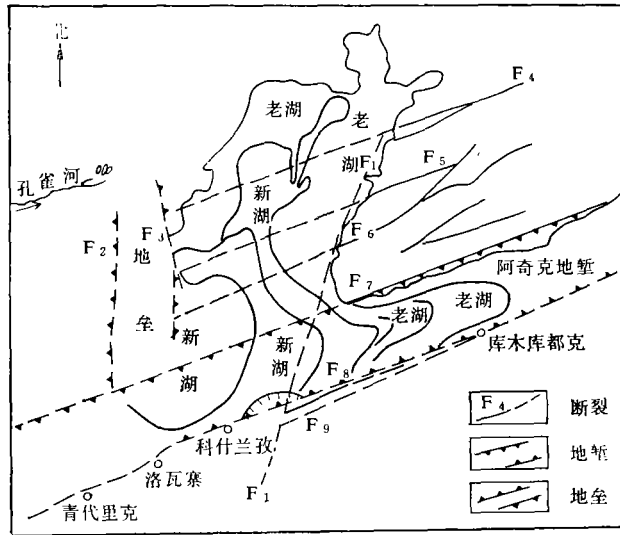 北
老湖
老
湖
F₄
F₁
F₅
孔雀河
新
湖
F₂
F₃
地
垒
F₆
F₇
阿奇克地堑
新
湖
新
湖
老湖
老湖
F₈
库木库都克
F₉
科什兰孜
洛瓦寨
青代里克
F₁
F₄ 断裂
地堑
地垒